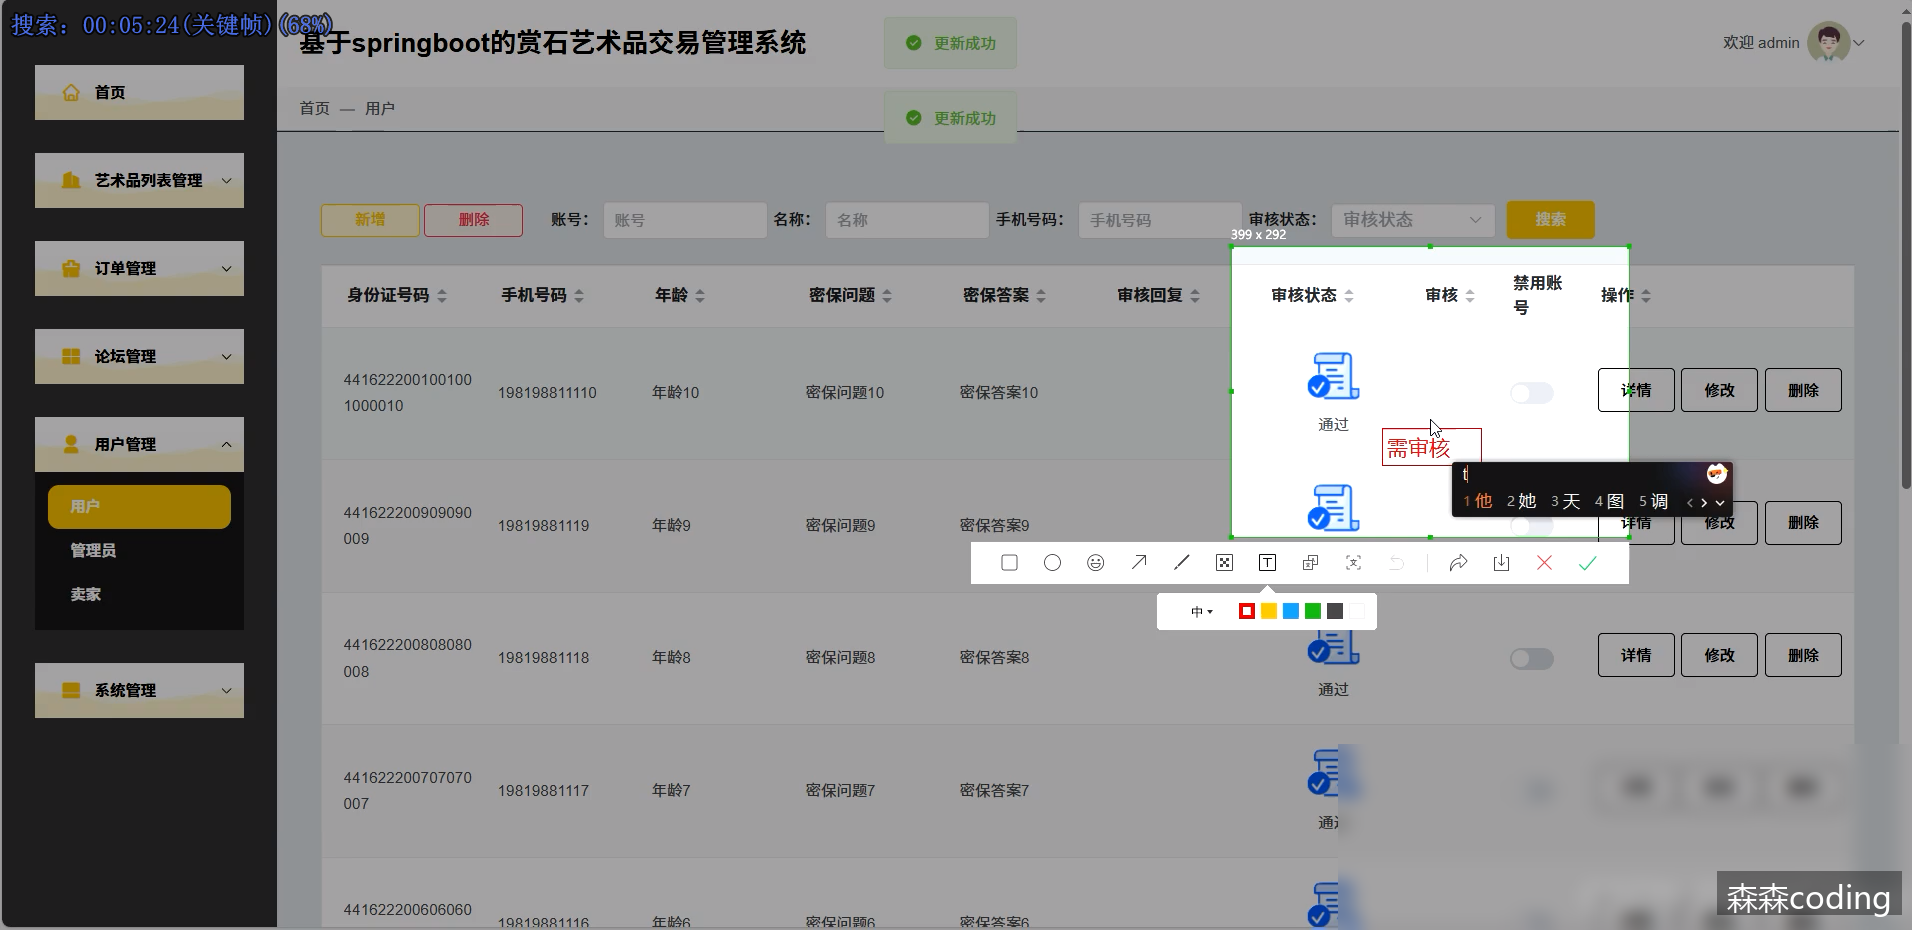 搜索：00:05:24(关键帧)(68%)
基于springboot的赏石艺术品交易管理系统
更新成功
欢迎 admin
首页
首页 — 用户
更新成功
艺术品列表管理
新增
删除
账号：
账号
名称：
名称
手机号码：
手机号码
审核状态：
审核状态
搜索
399 x 292
订单管理
身份证号码
手机号码
年龄
密保问题
密保答案
审核回复
审核状态
审核
禁用账
号
操作
论坛管理
441622200100100
1000010
198198811110
年龄10
密保问题10
密保答案10
通过
详情
修改
删除
需审核
用户管理
t
1他 2她 3天 4图 5调
用户
管理员
卖家
441622200909090
009
19819881119
年龄9
密保问题9
密保答案9
详情
修改
删除
T
中
441622200808080
008
19819881118
年龄8
密保问题8
密保答案8
通过
详情
修改
删除
系统管理
441622200707070
007
19819881117
年龄7
密保问题7
密保答案7
通过
441622200606060
19819881116
年龄6
密保问题6
密保答案6
森森coding